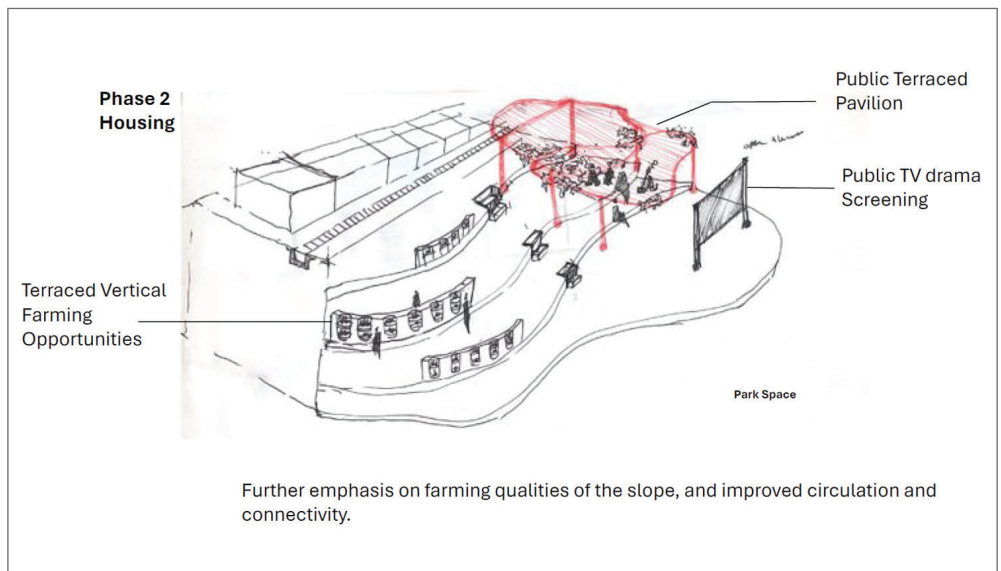 Phase 2
Housing
Public Terraced
Pavilion
Public TV drama
Screening
Terraced Vertical
Farming
Opportunities
Park Space
Further emphasis on farming qualities of the slope, and improved circulation and
connectivity.